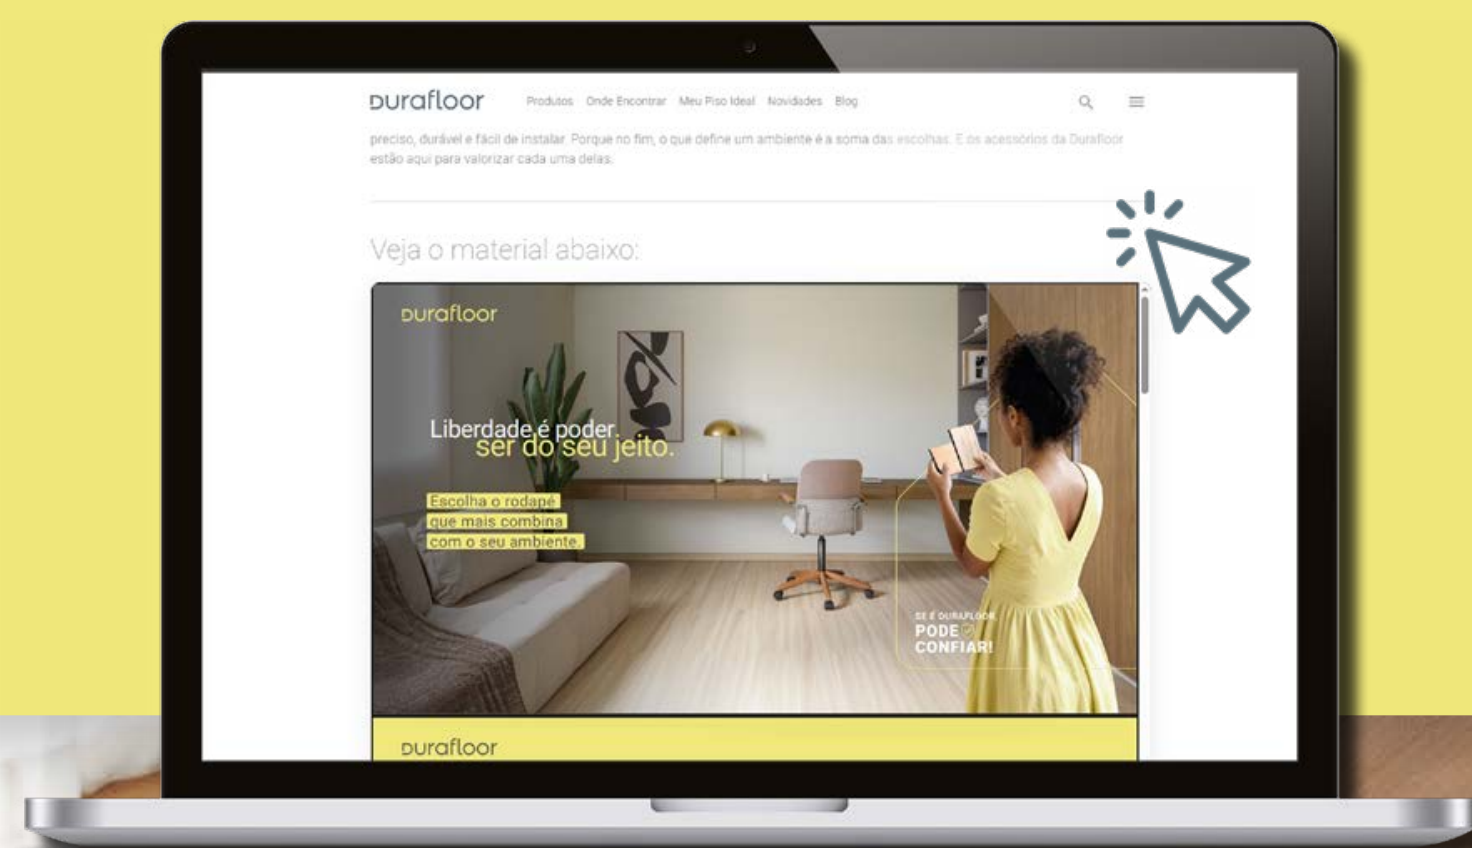 Durafloor
Produtos Onde Encontrar Meu Piso Ideal Novidades Blog
preciso, durável e fácil de instalar. Porque no fim, o que define um ambiente é a soma das escolhas. E os acessórios da Durafloor
estão aqui para valorizar cada uma delas.
Veja o material abaixo:
Durafloor
Liberdade é poder
ser do seu jeito.
Escolha o rodapé
que mais combina
com o seu ambiente.
SE É DURAFLOOR,
PODE
CONFIAR!
Durafloor